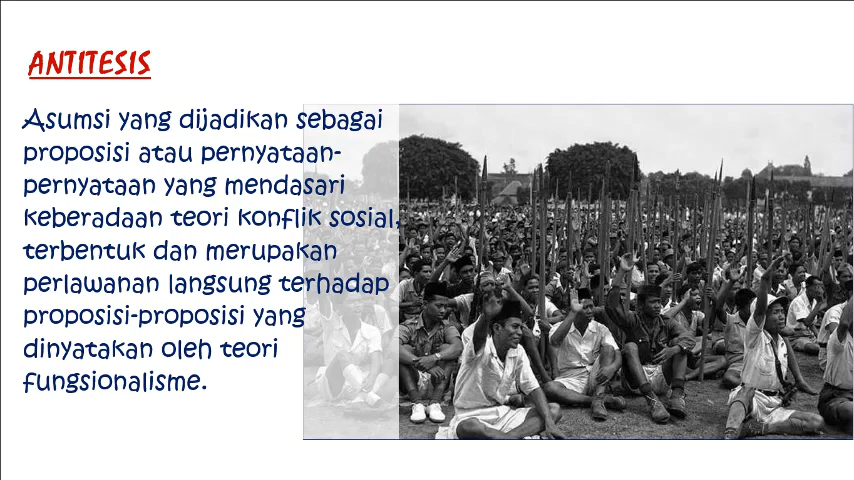 ANTITESIS
Asumsi yang dijadikan sebagai
proposisi atau pernyataan-
pernyataan yang mendasari
keberadaan teori konflik sosial,
terbentuk dan merupakan
perlawanan langsung terhadap
proposisi-proposisi yang
dinyatakan oleh teori
fungsionalisme.